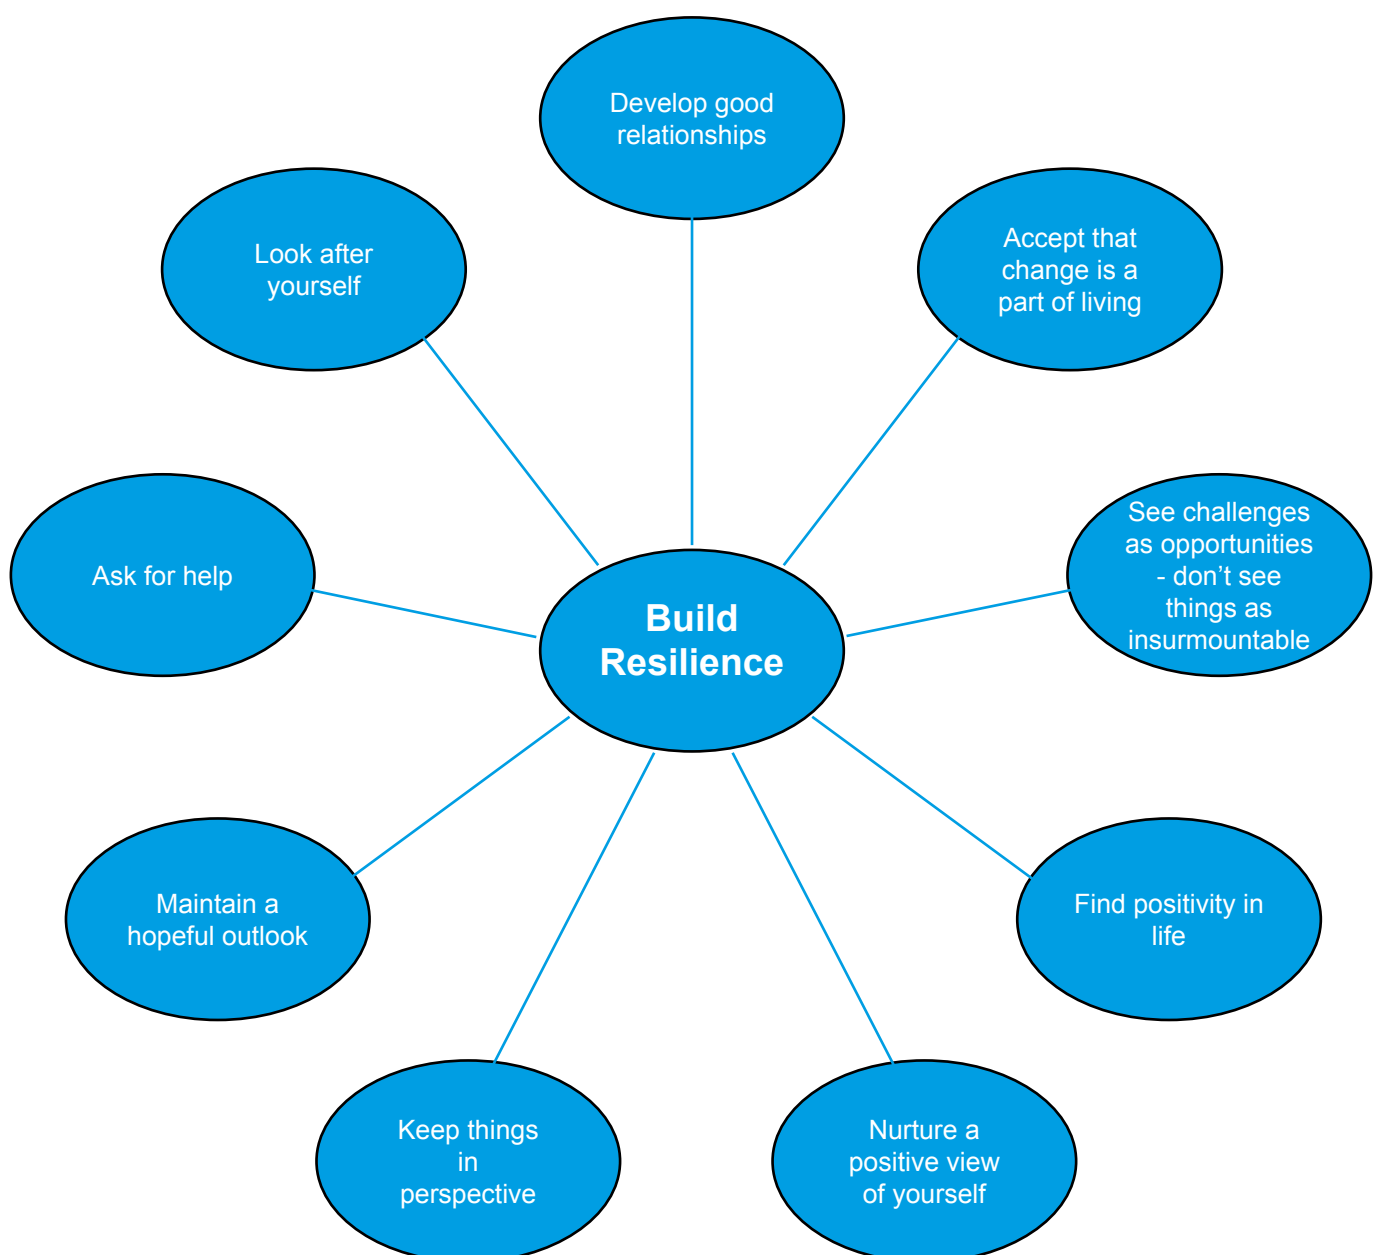 Develop good
relationships
Accept that
change is a
part of living
See challenges
as opportunities
- don’t see
things as
insurmountable
Find positivity in
life
Nurture a
positive view
of yourself
Keep things
in
perspective
Maintain a
hopeful outlook
Ask for help
Look after
yourself
Build
Resilience